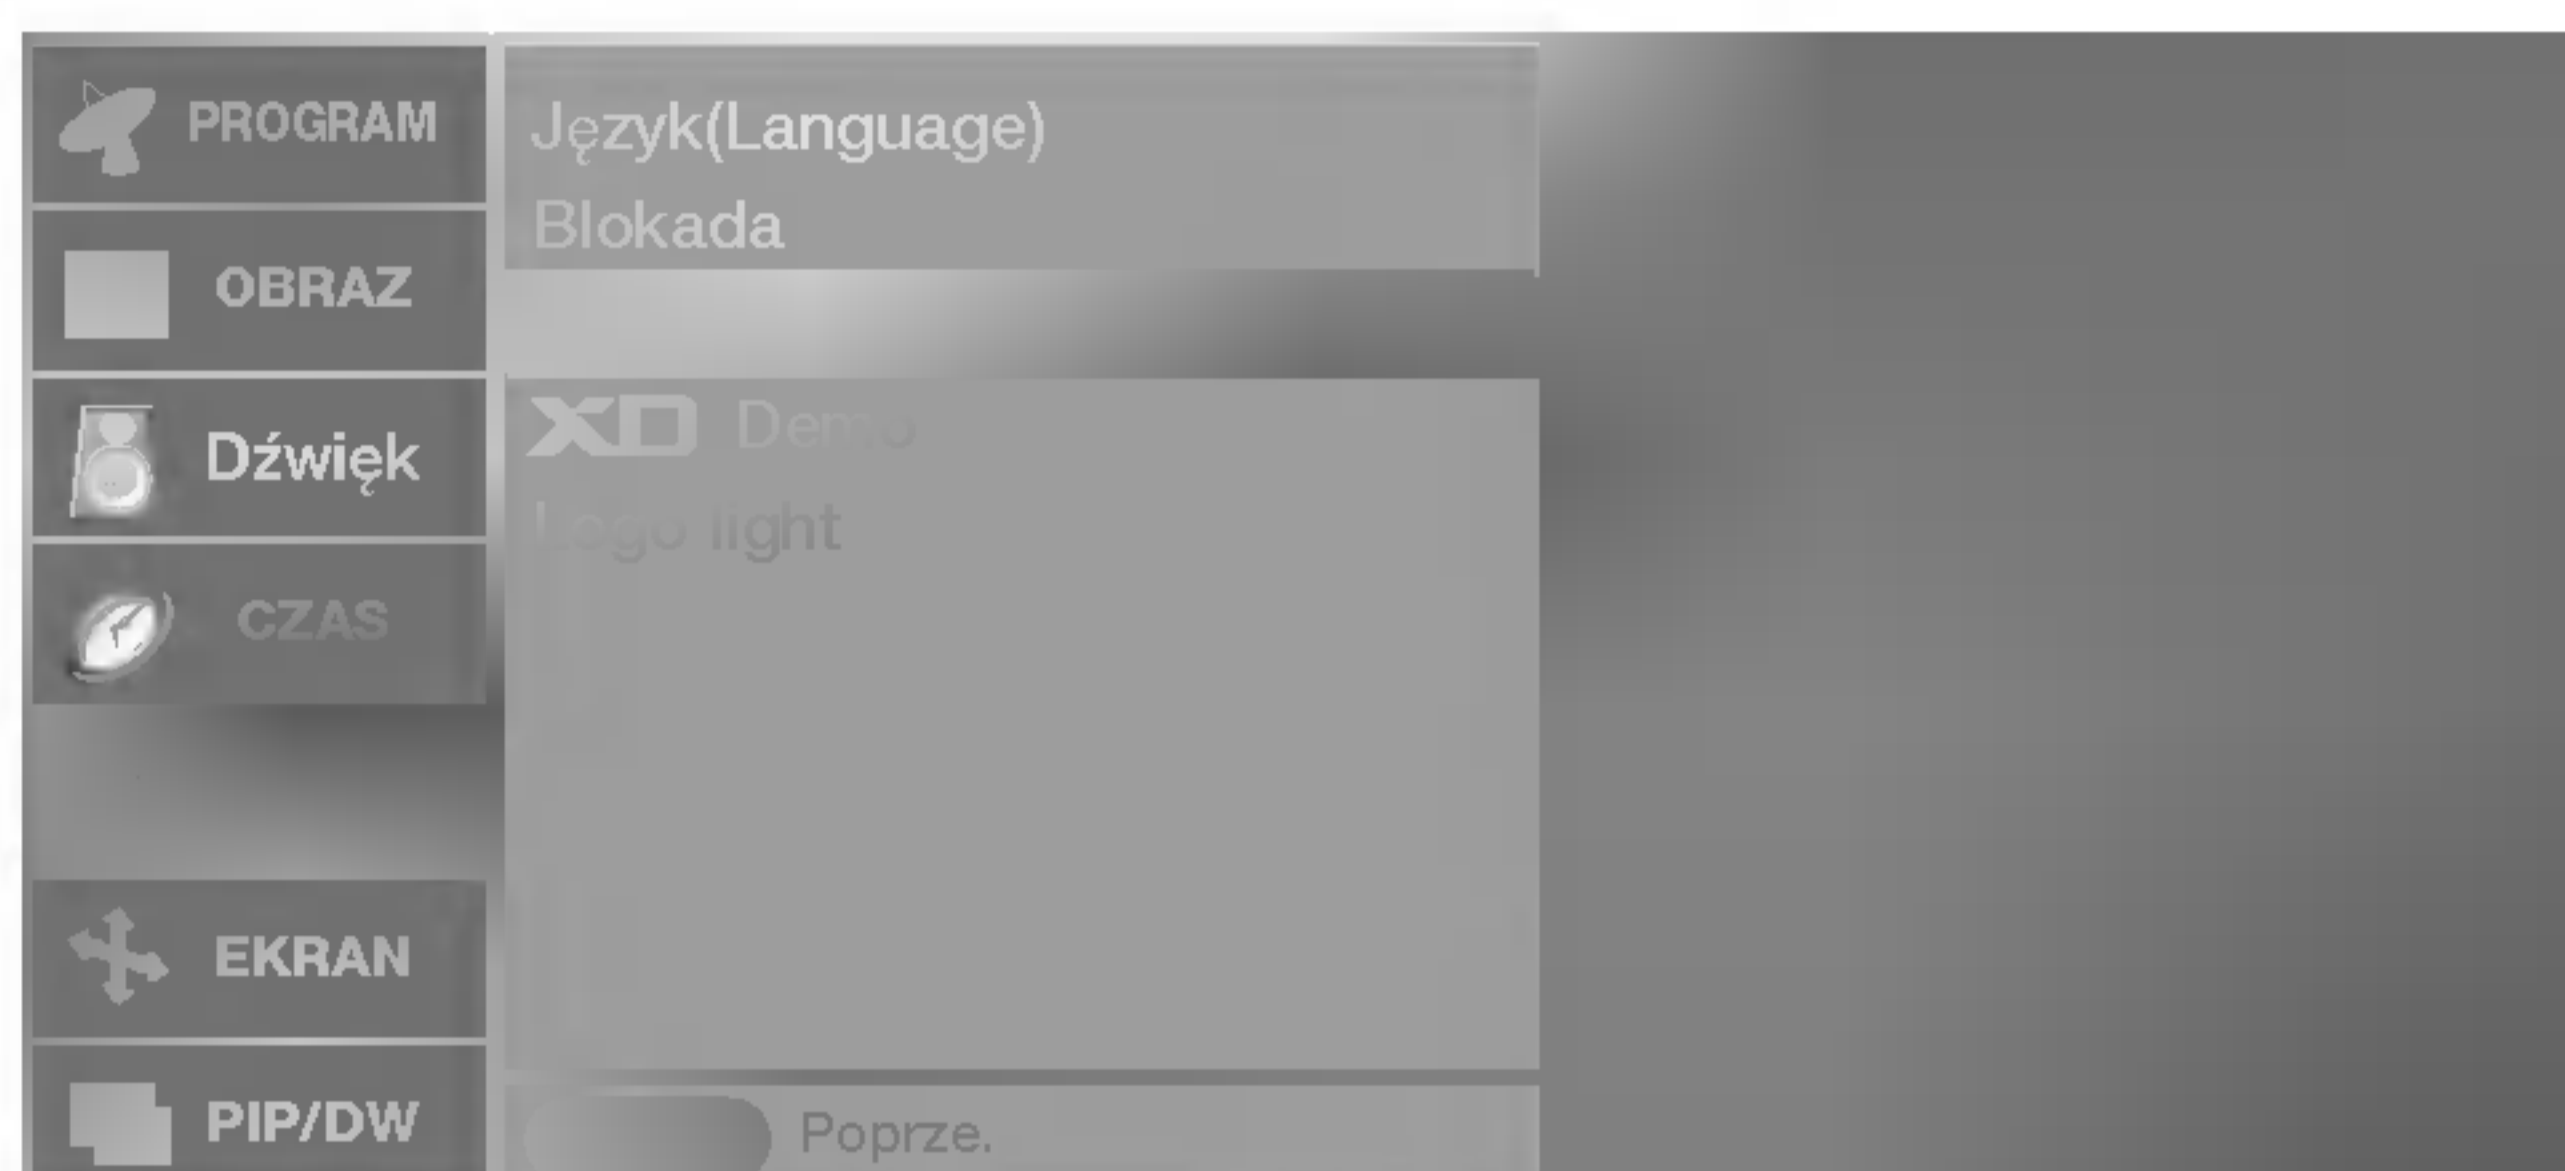 PROGRAM
OBRAZ
Dźwięk
CZAS
EKRAN
PIP/DW
Język(Language)
Blokada
XD Demo
Logo light
Poprze.